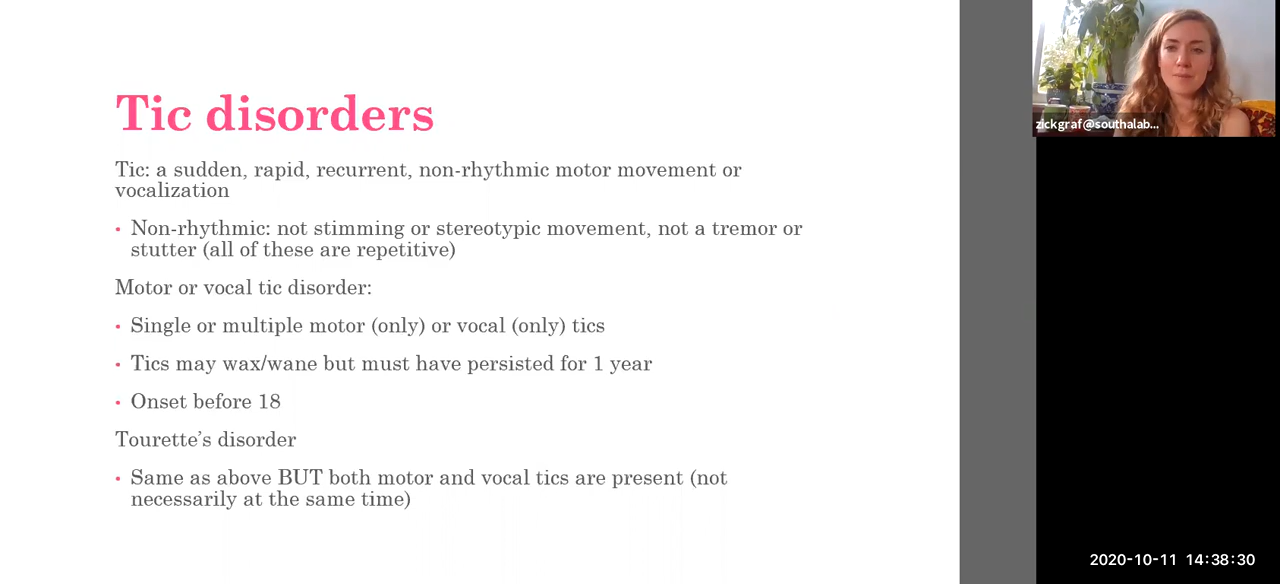 Tic disorders
Tic: a sudden, rapid, recurrent, non-rhythmic motor movement or
vocalization
• Non-rhythmic: not stimming or stereotypic movement, not a tremor or
stutter (all of these are repetitive)
Motor or vocal tic disorder:
• Single or multiple motor (only) or vocal (only) tics
• Tics may wax/wane but must have persisted for 1 year
• Onset before 18
Tourette’s disorder
• Same as above BUT both motor and vocal tics are present (not
necessarily at the same time)
zickgraf@southalab...
2020-10-11 14:38:30